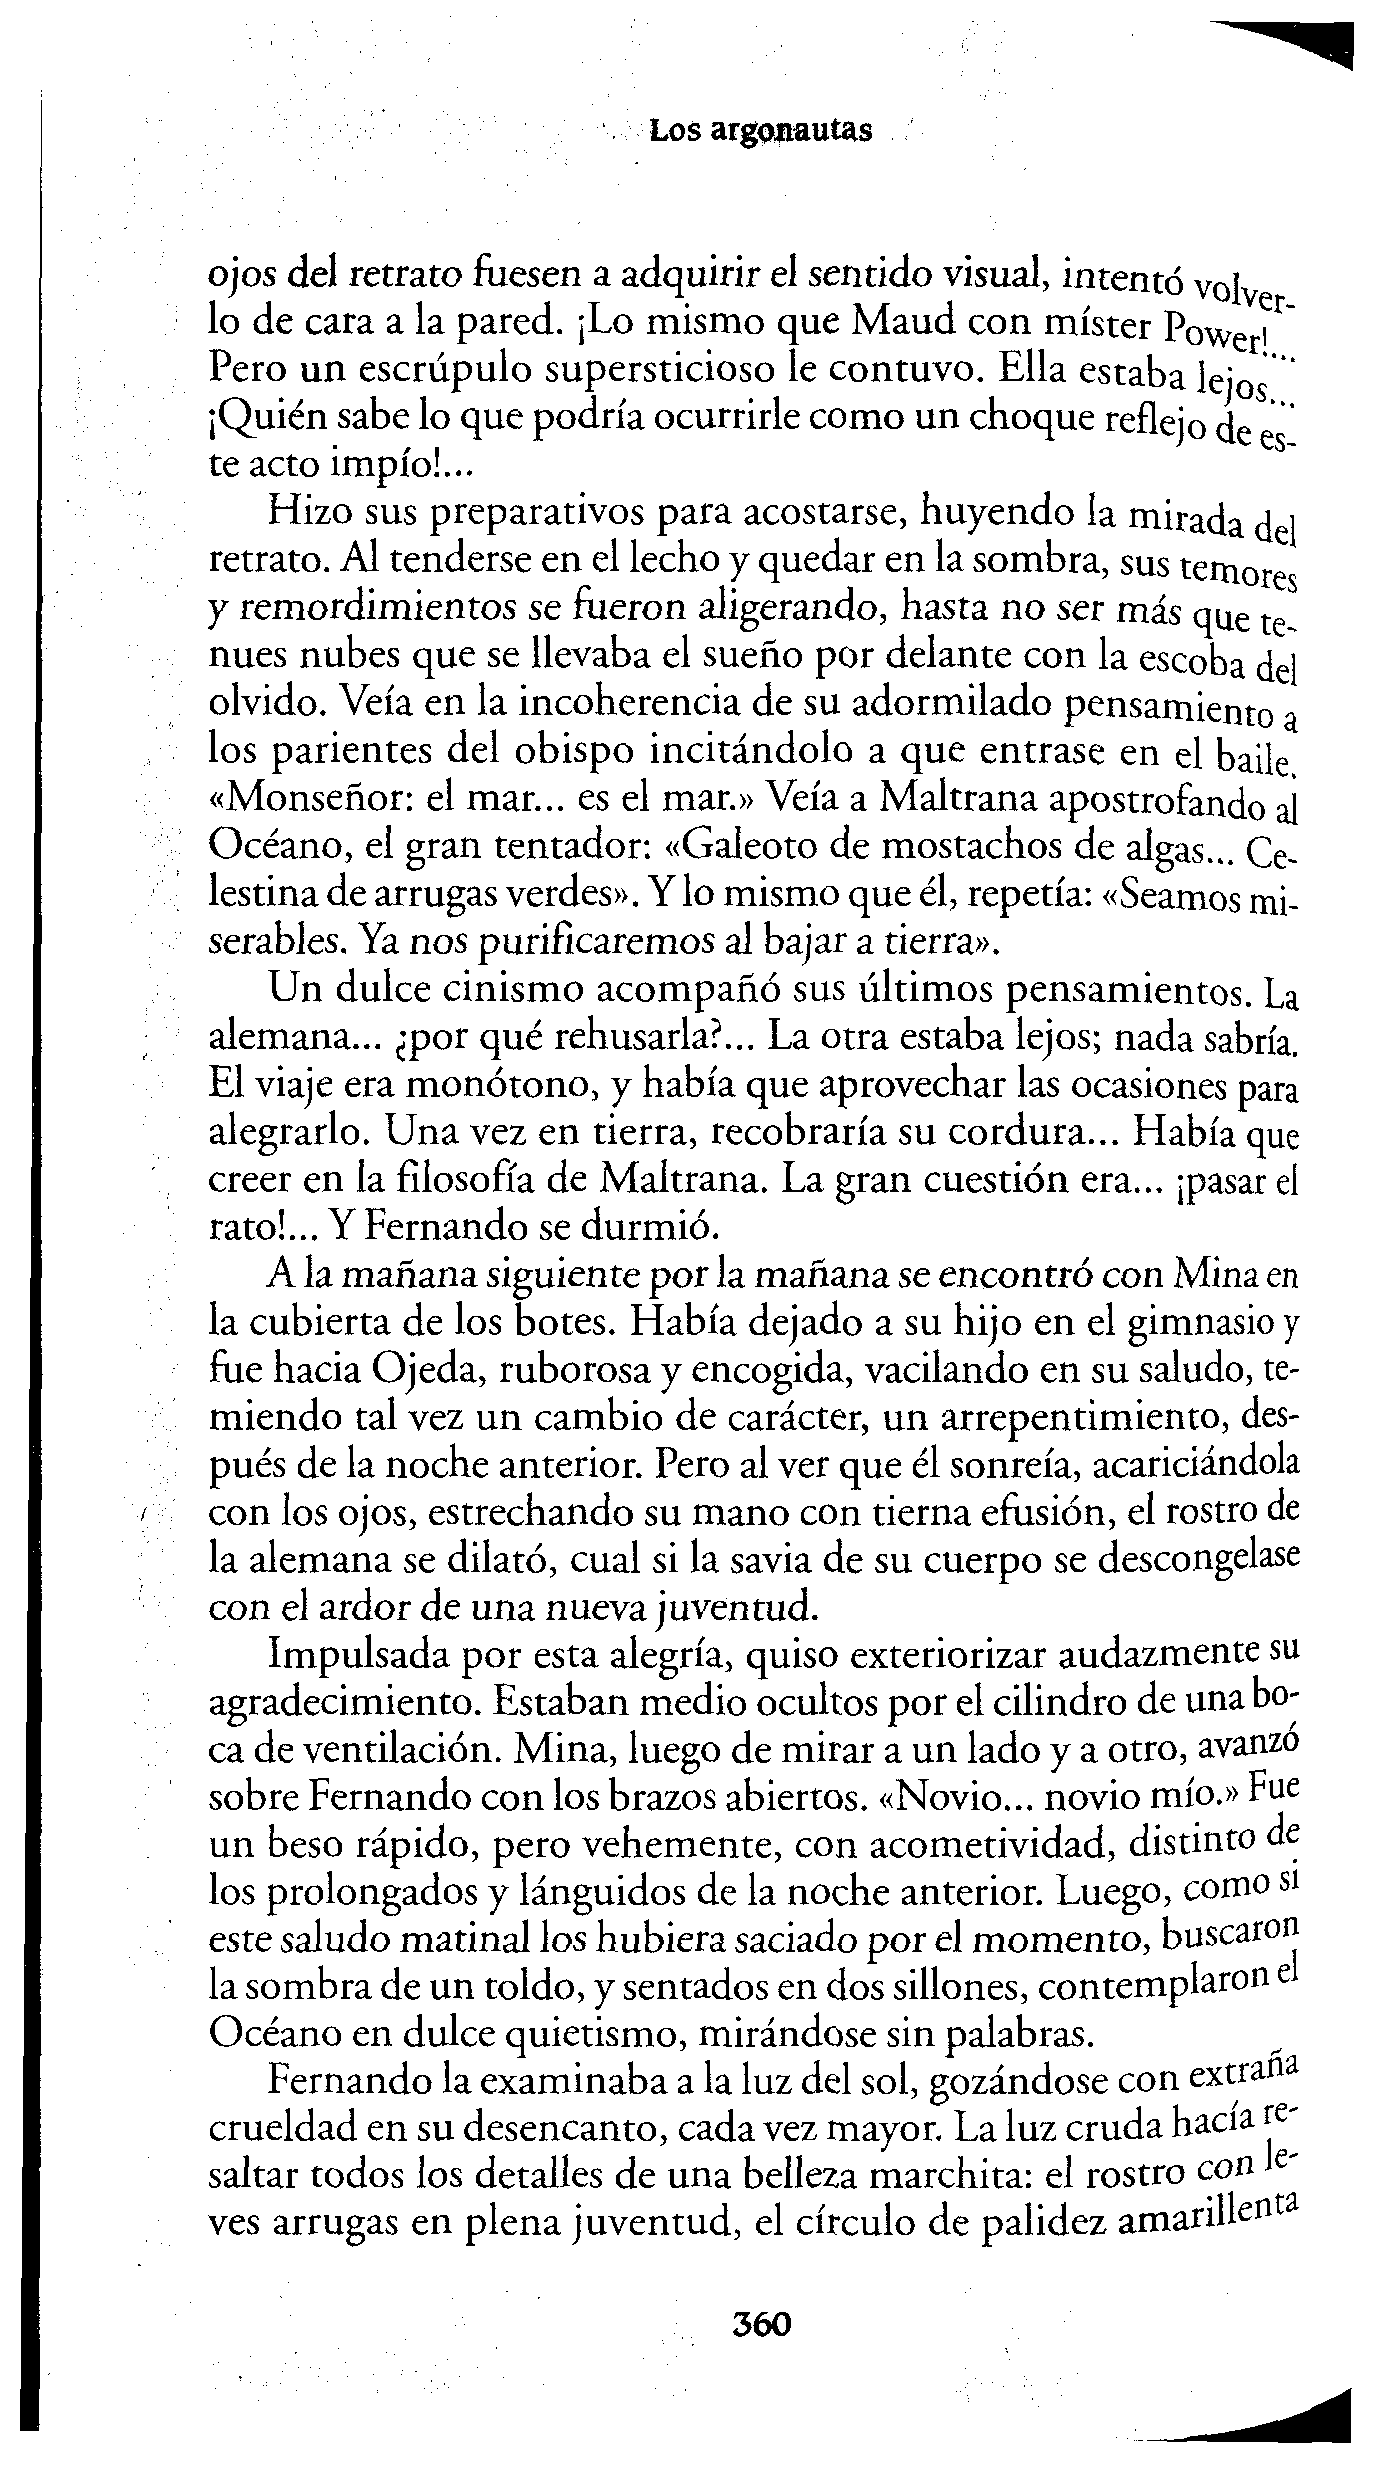 Los argonautas
ojos del retrato fuesen a adquirir el sentido visual, intentó volver-
lo de cara a la pared. ¡Lo mismo que Maud con míster Power!...
Pero un escrúpulo supersticioso le contuvo. Ella estaba lejos...
¡Quién sabe lo que podría ocurrirle como un choque reflejo de es-
te acto impío!...
Hizo sus preparativos para acostarse, huyendo la mirada del
retrato. Al tenderse en el lecho y quedar en la sombra, sus temores
y remordimientos se fueron aligerando, hasta no ser más que te-
nues nubes que se llevaba el sueño por delante con la escoba del
olvido. Veía en la incoherencia de su adormilado pensamiento a
los parientes del obispo incitándolo a que entrase en el baile.
«Monseñor: el mar... es el mar.» Veía a Maltrana apostrofando al
Océano, el gran tentador: «Galeoto de mostachos de algas... Ce-
lestina de arrugas verdes». Y lo mismo que él, repetía: «Seamos mi-
serables. Ya nos purificaremos al bajar a tierra».
Un dulce cinismo acompañó sus últimos pensamientos. La
alemana... ¿por qué rehusarla?... La otra estaba lejos; nada sabría.
El viaje era monótono, y había que aprovechar las ocasiones para
alegrarlo. Una vez en tierra, recobraría su cordura... Había que
creer en la filosofía de Maltrana. La gran cuestión era... ¡pasar el
rato!... Y Fernando se durmió.
A la mañana siguiente por la mañana se encontró con Mina en
la cubierta de los botes. Había dejado a su hijo en el gimnasio y
fue hacia Ojeda, ruborosa y encogida, vacilando en su saludo, te-
miendo tal vez un cambio de carácter, un arrepentimiento, des-
pués de la noche anterior. Pero al ver que él sonreía, acariciándola
con los ojos, estrechando su mano con tierna efusión, el rostro de
la alemana se dilató, cual si la savia de su cuerpo se descongelase
con el ardor de una nueva juventud.
Impulsada por esta alegría, quiso exteriorizar audazmente su
agradecimiento. Estaban medio ocultos por el cilindro de una bo-
ca de ventilación. Mina, luego de mirar a un lado y a otro, avanzó
sobre Fernando con los brazos abiertos. «Novio... novio mío.» Fue
un beso rápido, pero vehemente, con acometividad, distinto de
los prolongados y lánguidos de la noche anterior. Luego, como si
este saludo matinal los hubiera saciado por el momento, buscaron
la sombra de un toldo, y sentados en dos sillones, contemplaron el
Océano en dulce quietismo, mirándose sin palabras.
Fernando la examinaba a la luz del sol, gozándose con extraña
crueldad en su desencanto, cada vez mayor. La luz cruda hacía re-
saltar todos los detalles de una belleza marchita: el rostro con le-
ves arrugas en plena juventud, el círculo de palidez amarillenta
360